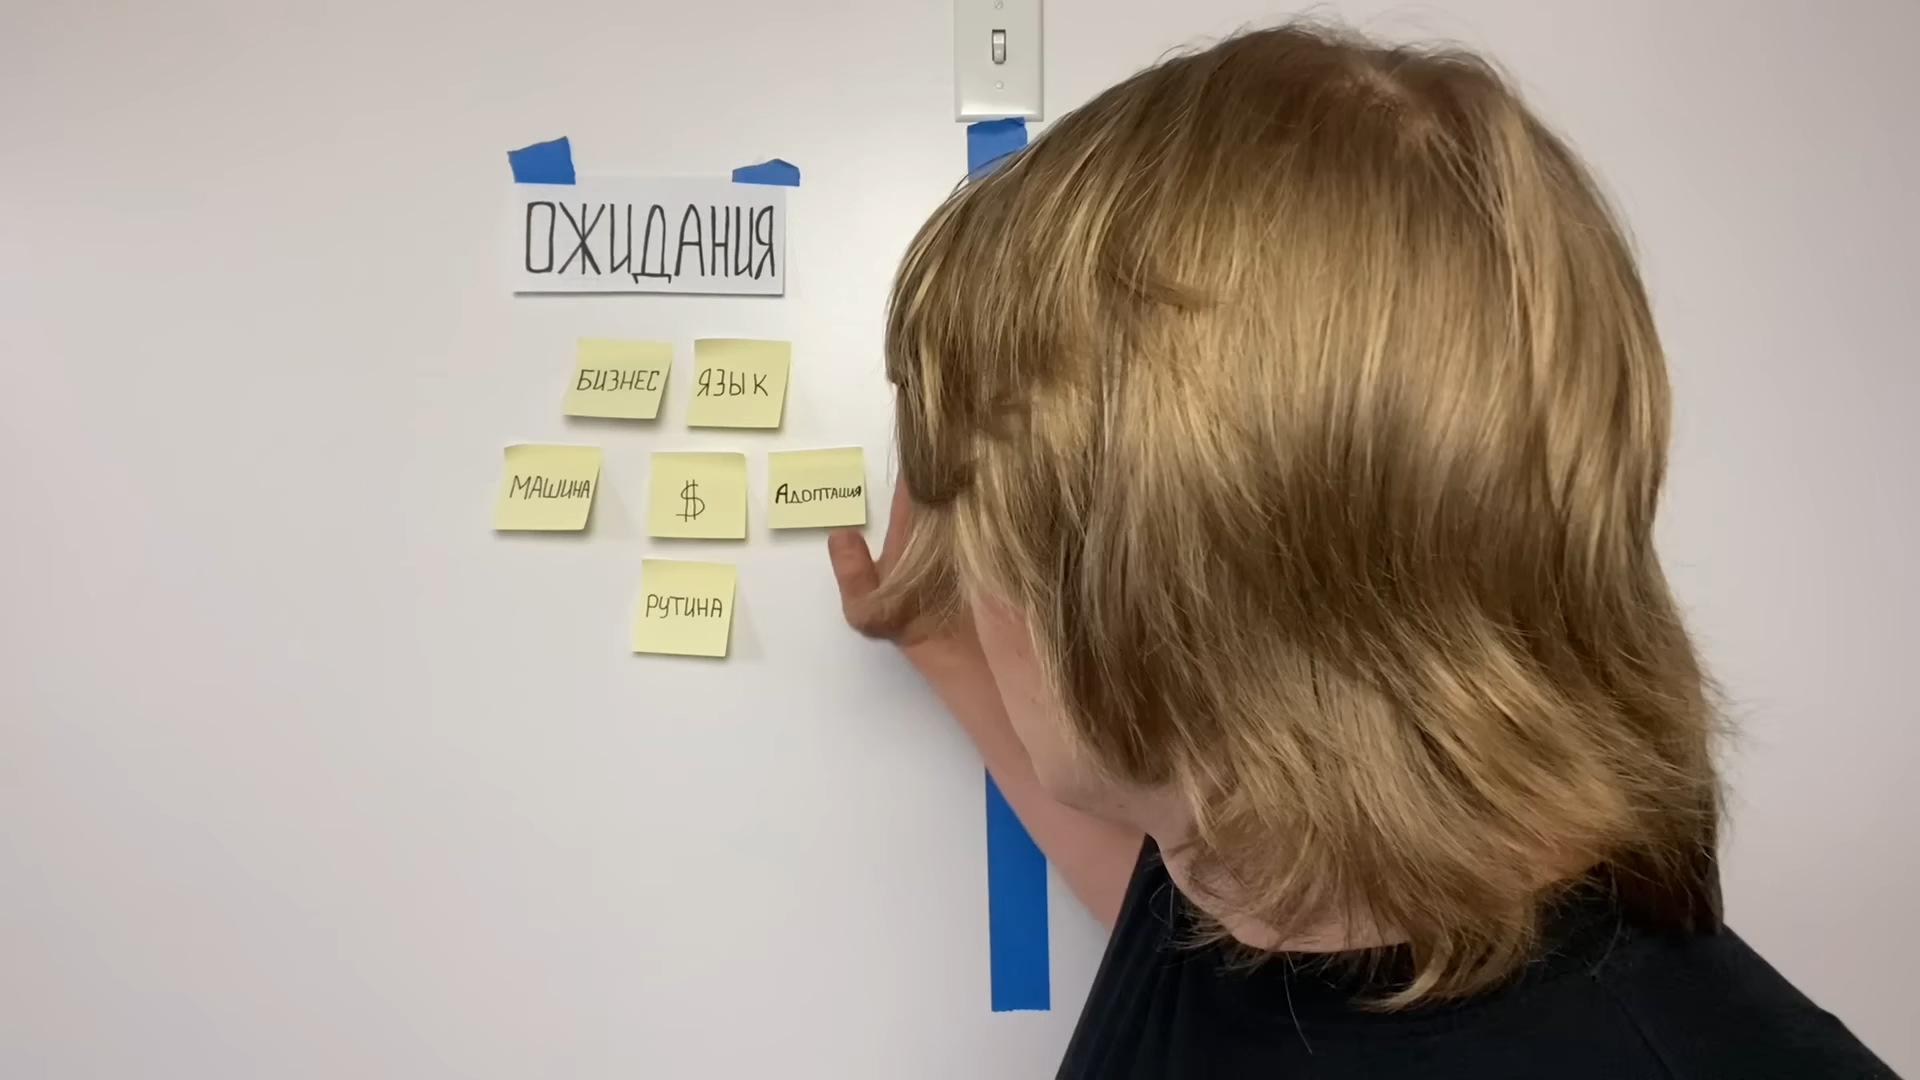 ОЖИДАНИЯ
БИЗНЕС
ЯЗЫК
МАШИНА
$
АДОПТАЦИЯ
РУТИНА